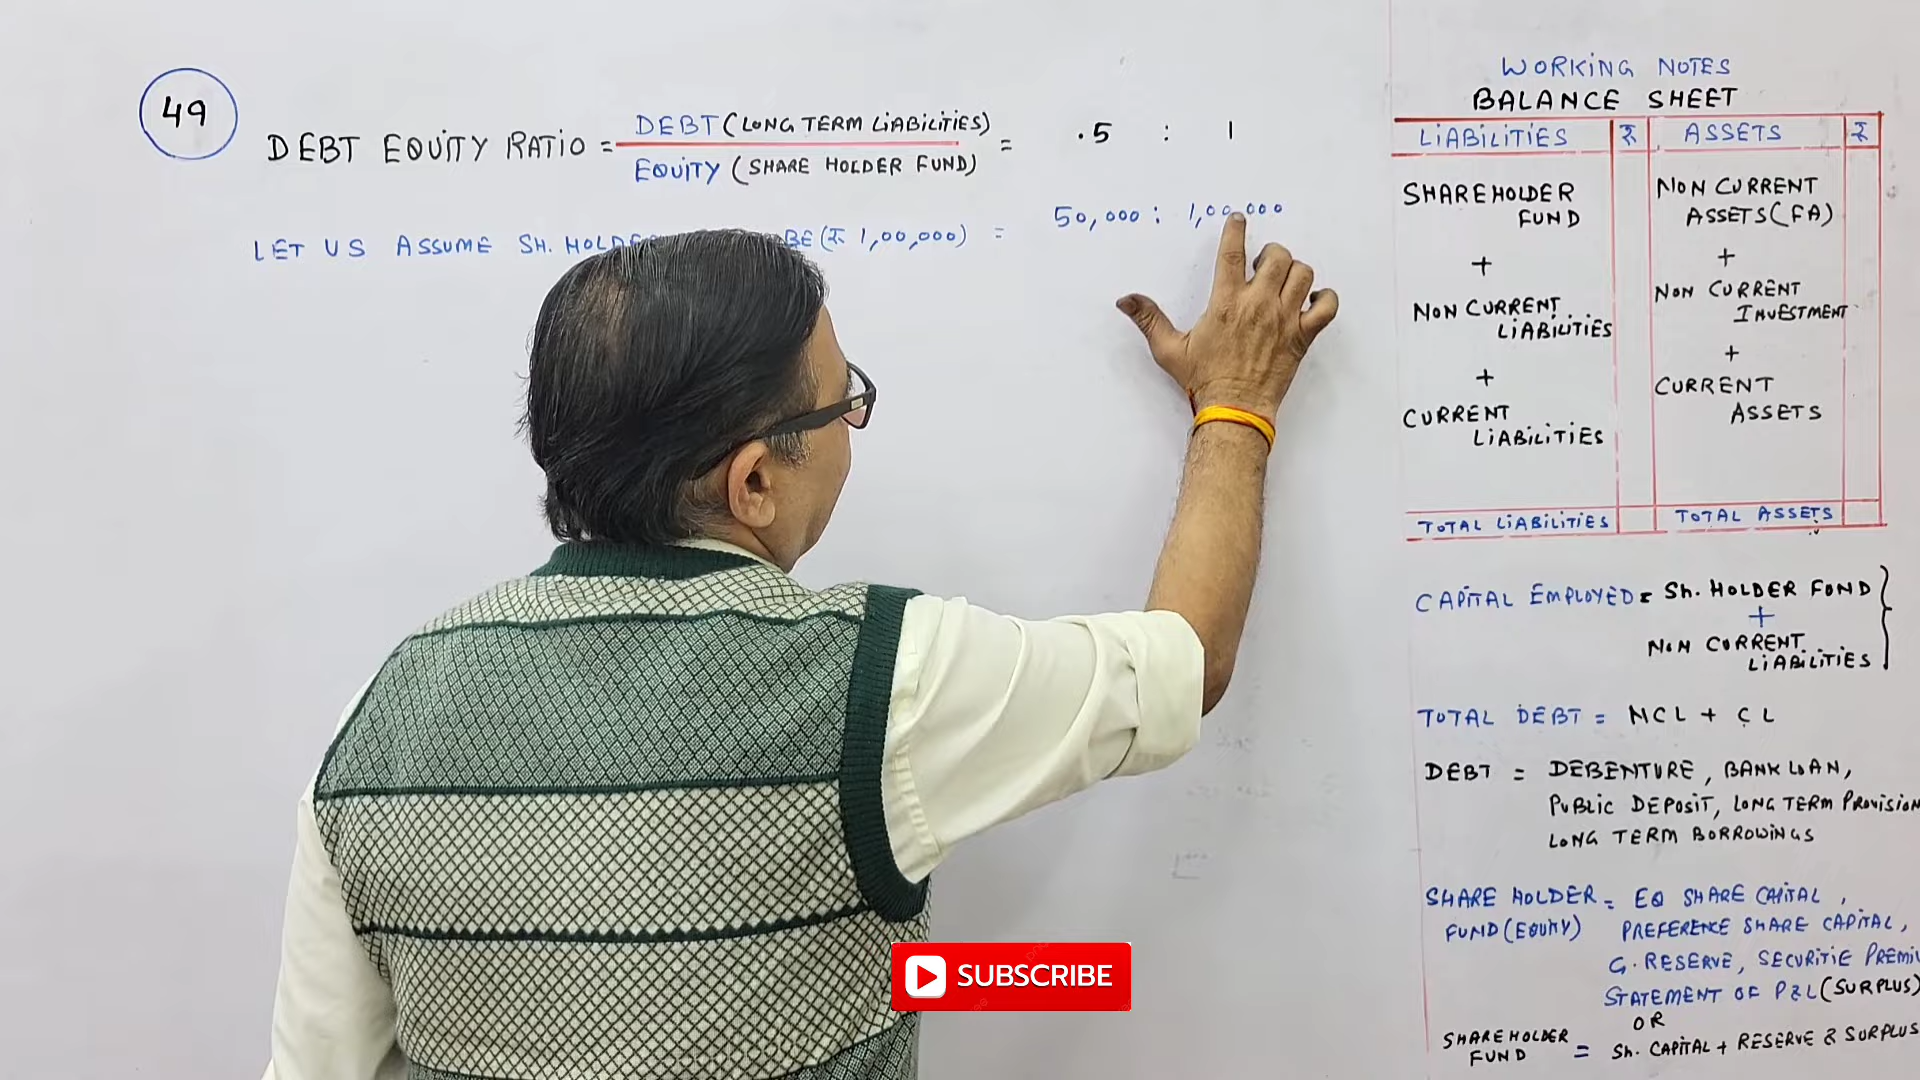 49
DEBT EQUITY RATIO = DEBT (LONG TERM LIABILITIES) = .5 : 1
EQUITY (SHARE HOLDER FUND)
LET US ASSUME SH. HOLDER BE (₹ 1,00,000) = 50,000 : 1,00,000
WORKING NOTES
BALANCE SHEET
LIABILITIES ₹ ASSETS ₹
SHAREHOLDER NON CURRENT
FUND ASSETS (FA)
+ +
NON CURRENT NON CURRENT
LIABILITIES INVESTMENT
+ +
CURRENT CURRENT
LIABILITIES ASSETS
TOTAL LIABILITIES TOTAL ASSETS
CAPITAL EMPLOYED = SH. HOLDER FUND
+
NON CURRENT
LIABILITIES
TOTAL DEBT = NCL + CL
DEBT = DEBENTURE, BANK LOAN,
PUBLIC DEPOSIT, LONG TERM PROVISION
LONG TERM BORROWINGS
SHARE HOLDER = EQ SHARE CAPITAL,
FUND (EQUITY) PREFERENCE SHARE CAPITAL,
G. RESERVE, SECURITIE PREMIU
STATEMENT OF P&L (SURPLUS)
OR
SHAREHOLDER
FUND = SH. CAPITAL + RESERVE & SURPLUS
SUBSCRIBE